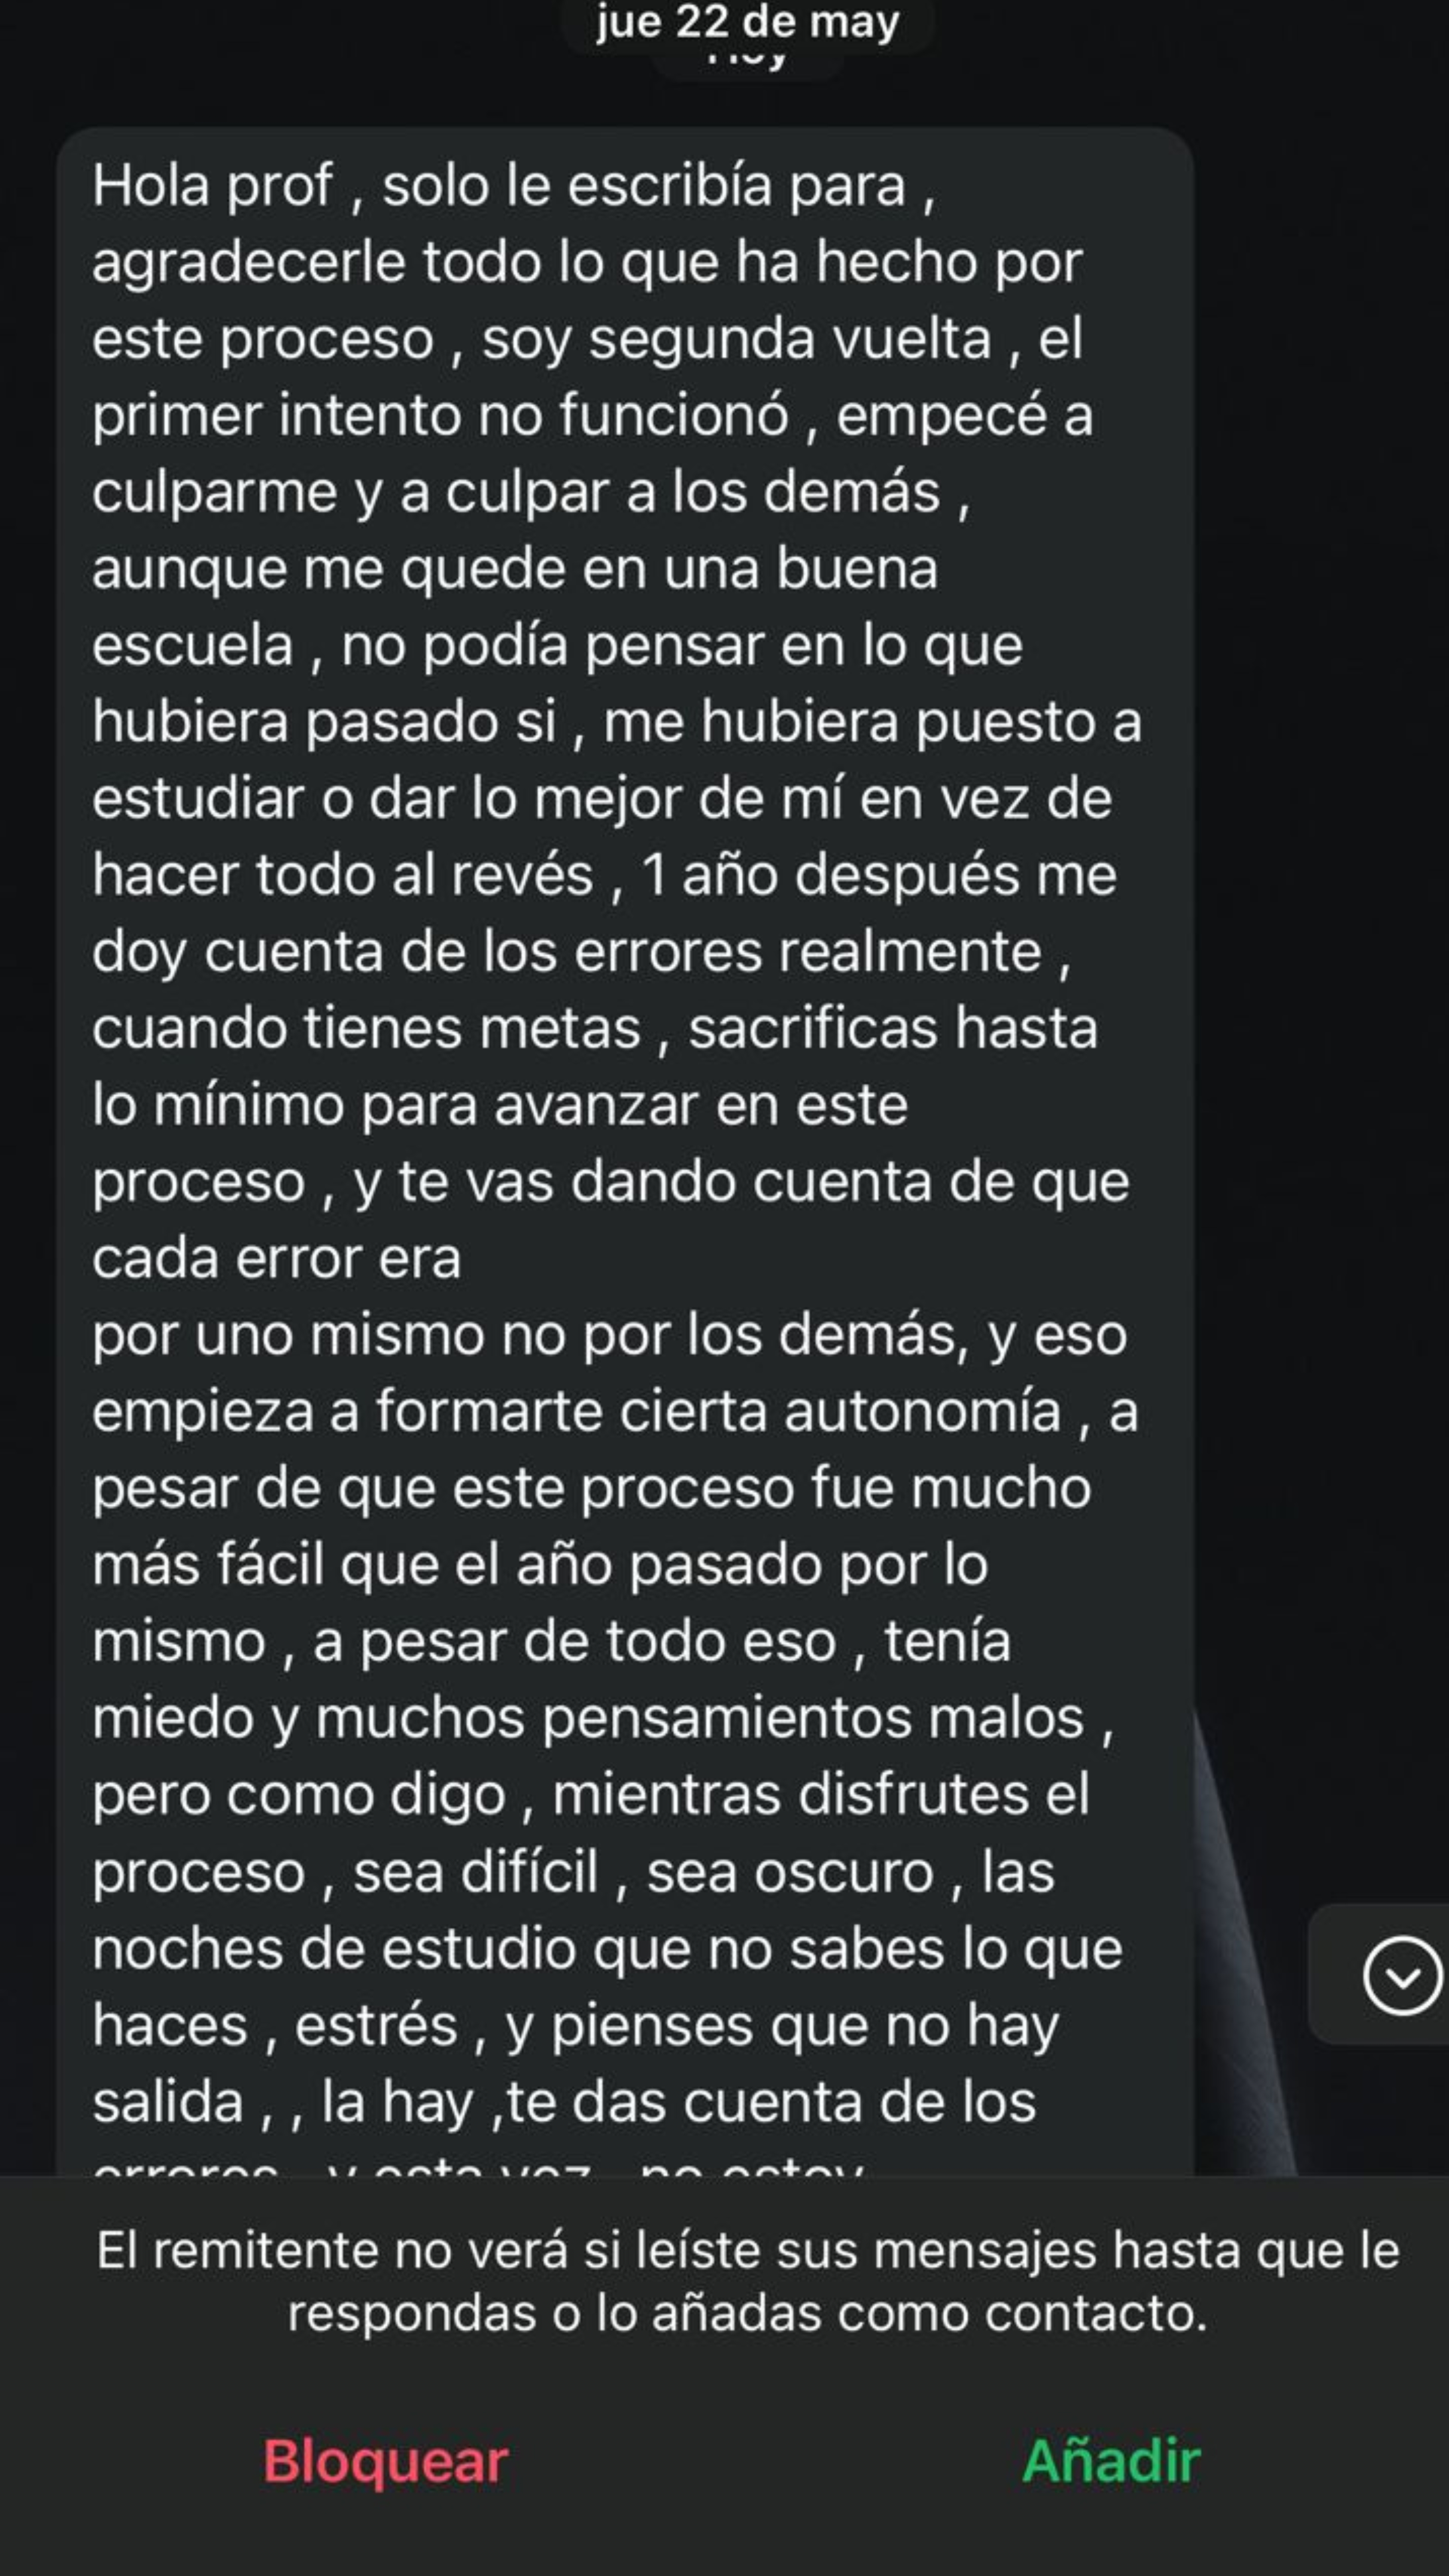 jue 22 de may
Hola prof , solo le escribía para ,
agradecerle todo lo que ha hecho por
este proceso , soy segunda vuelta , el
primer intento no funcionó , empecé a
culparme y a culpar a los demás ,
aunque me quede en una buena
escuela , no podía pensar en lo que
hubiera pasado si , me hubiera puesto a
estudiar o dar lo mejor de mí en vez de
hacer todo al revés , 1 año después me
doy cuenta de los errores realmente ,
cuando tienes metas , sacrificas hasta
lo mínimo para avanzar en este
proceso , y te vas dando cuenta de que
cada error era
por uno mismo no por los demás, y eso
empieza a formarte cierta autonomía , a
pesar de que este proceso fue mucho
más fácil que el año pasado por lo
mismo , a pesar de todo eso , tenía
miedo y muchos pensamientos malos ,
pero como digo , mientras disfrutes el
proceso , sea difícil , sea oscuro , las
noches de estudio que no sabes lo que
haces , estrés , y pienses que no hay
salida , , la hay ,te das cuenta de los
errores , y esta vez , no estoy
El remitente no verá si leíste sus mensajes hasta que le
respondas o lo añadas como contacto.
Bloquear Añadir